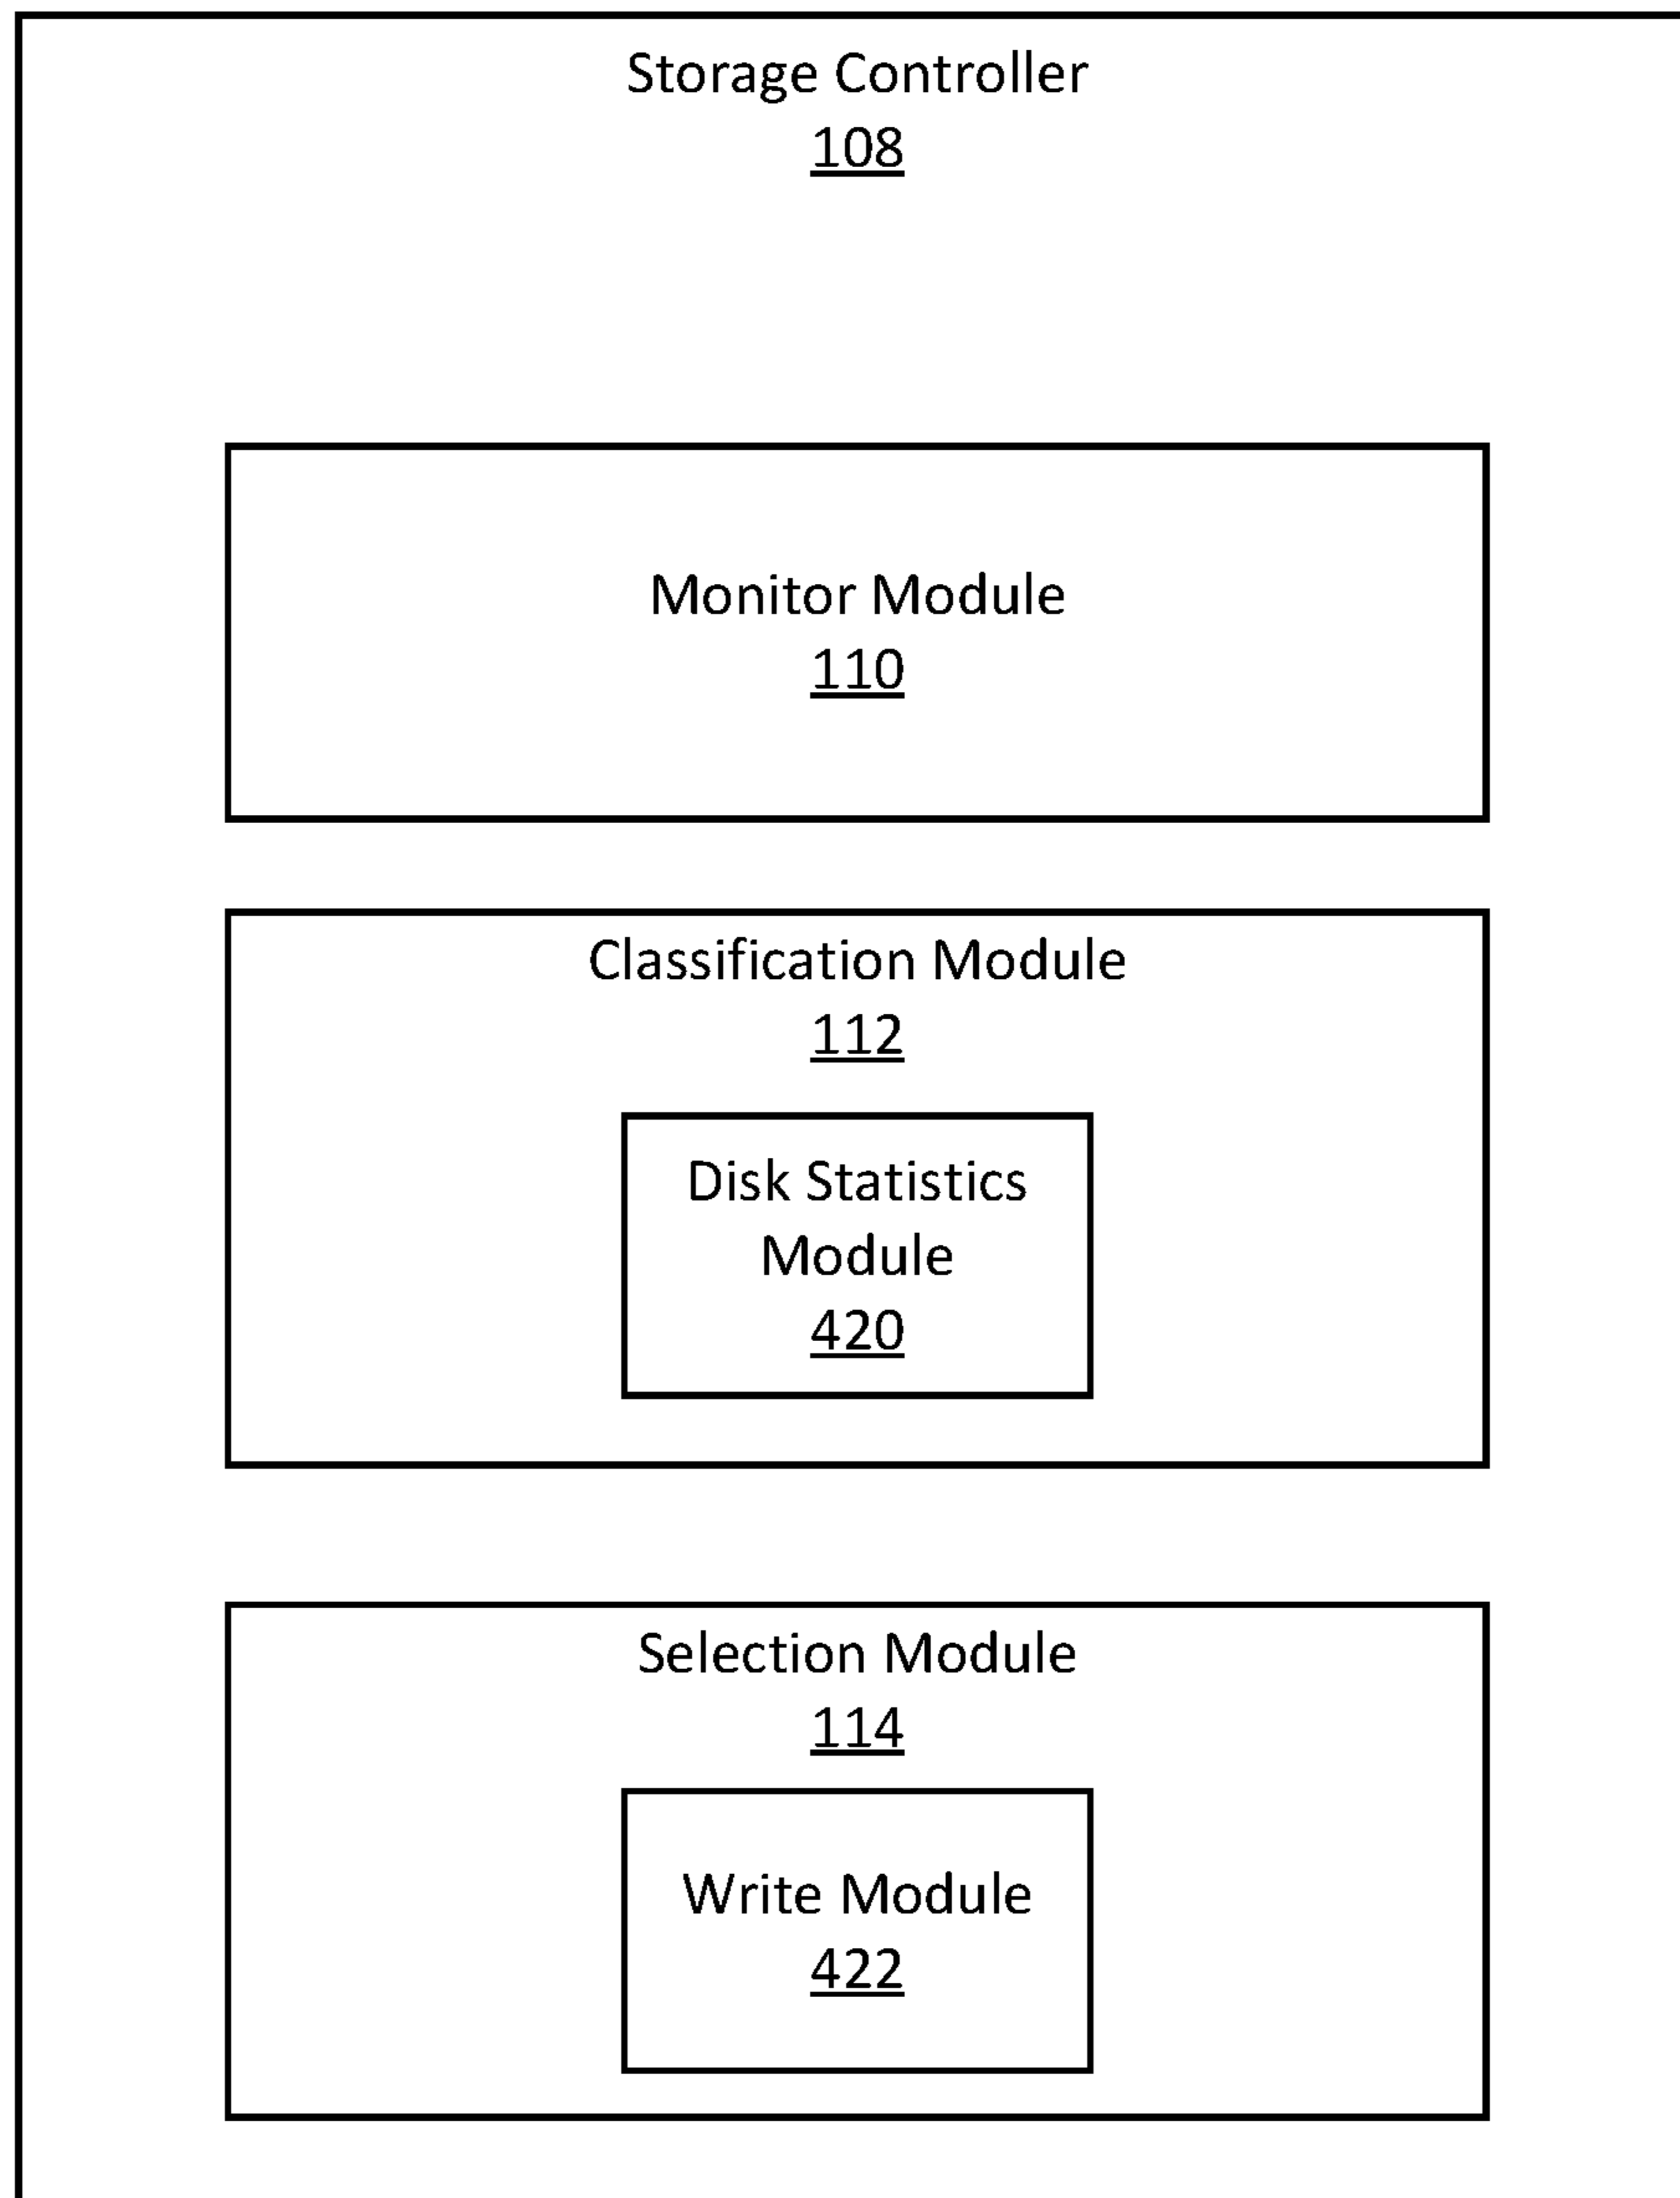 Storage Controller
108
Monitor Module
110
Classification Module
112
Disk Statistics
Module
420
Selection Module
114
Write Module
422